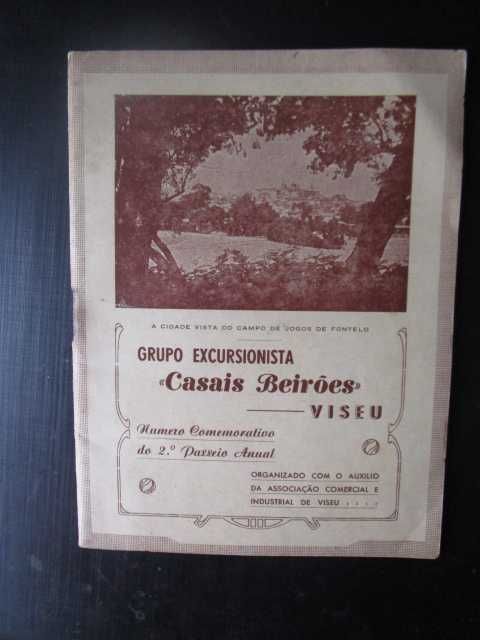 A CIDADE VISTA DO CAMPO DE JOGOS DE FONTELO
GRUPO EXCURSIONISTA
«Casais Beirões»
VISEU
Numero Comemorativo
do 2.º Passeio Anual
ORGANIZADO COM O AUXILIO
DA ASSOCIAÇÃO COMERCIAL E
INDUSTRIAL DE VISEU : : : :